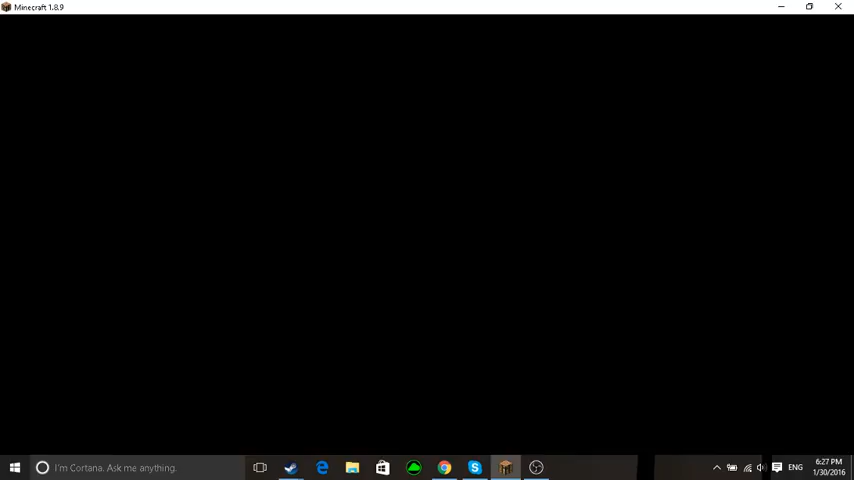 Minecraft 1.8.9
I'm Cortana. Ask me anything.
ENG
6:27 PM
1/30/2016